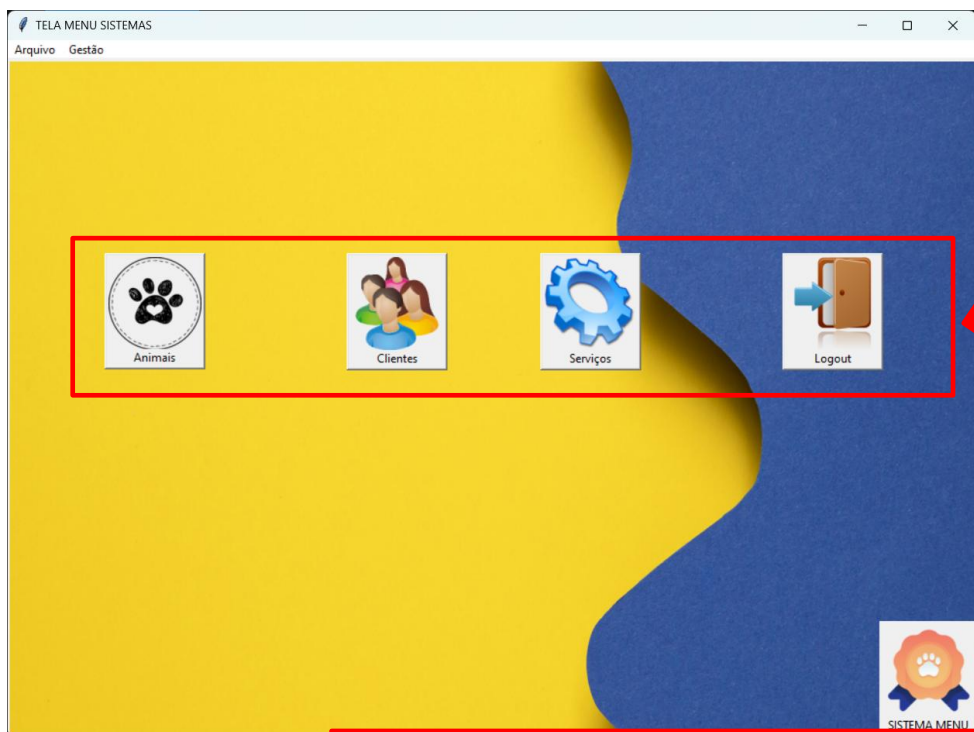 TELA MENU SISTEMAS
Arquivo Gestão
Animais
Clientes
Serviços
Logout
SISTEMA MENU